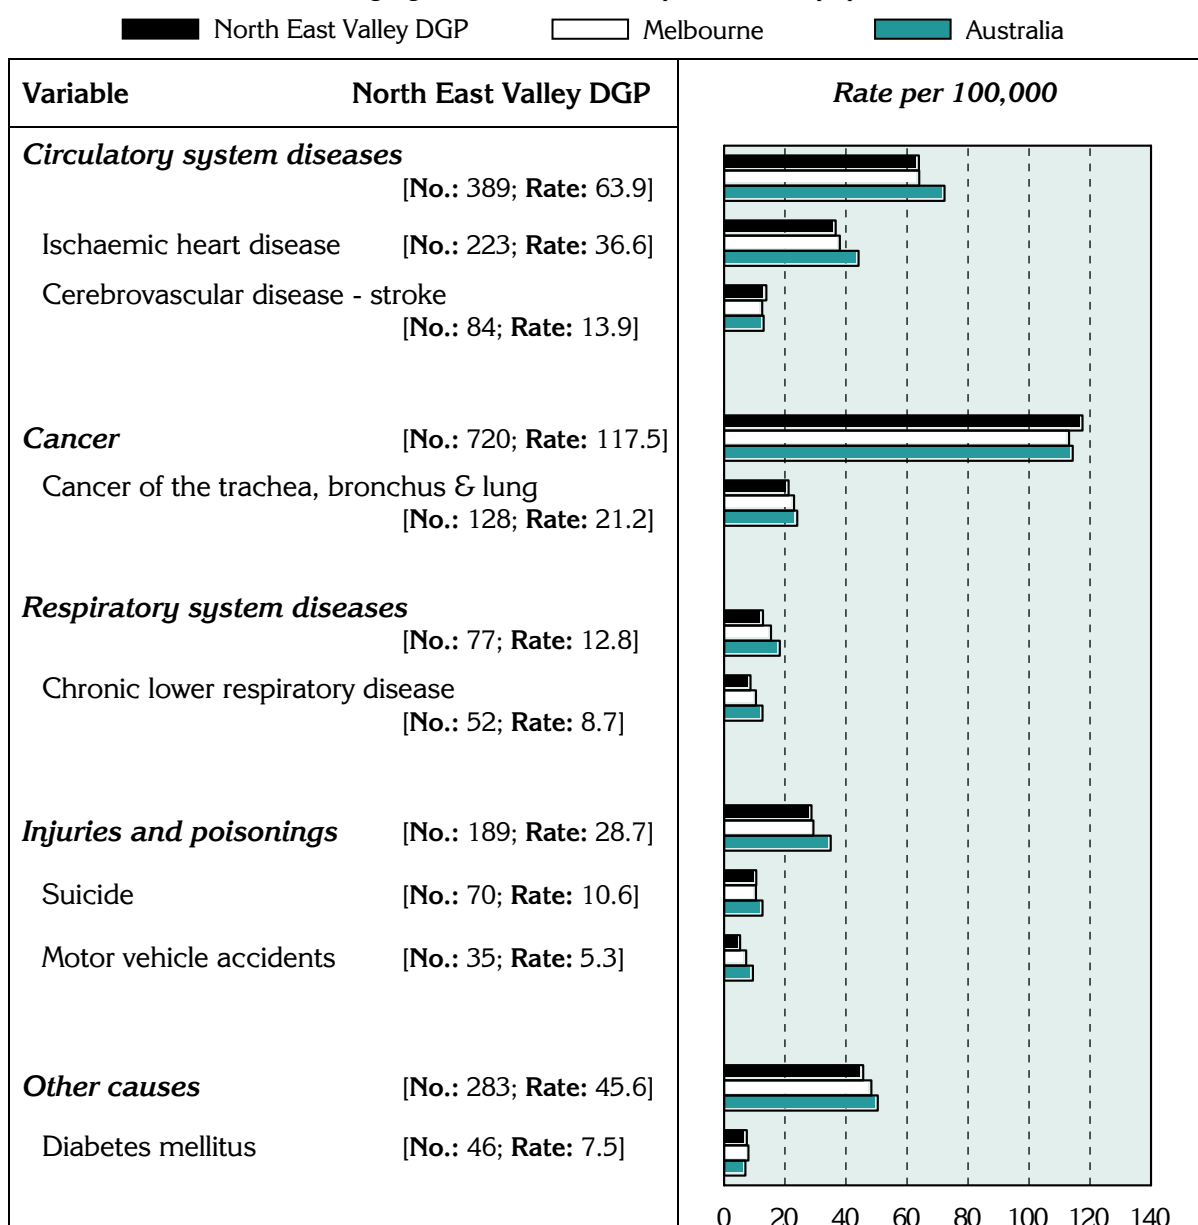 North East Valley DGP Melbourne Australia
Variable North East Valley DGP Rate per 100,000
Circulatory system diseases
[No.: 389; Rate: 63.9]
Ischaemic heart disease [No.: 223; Rate: 36.6]
Cerebrovascular disease - stroke
[No.: 84; Rate: 13.9]
Cancer [No.: 720; Rate: 117.5]
Cancer of the trachea, bronchus & lung
[No.: 128; Rate: 21.2]
Respiratory system diseases
[No.: 77; Rate: 12.8]
Chronic lower respiratory disease
[No.: 52; Rate: 8.7]
Injuries and poisonings [No.: 189; Rate: 28.7]
Suicide [No.: 70; Rate: 10.6]
Motor vehicle accidents [No.: 35; Rate: 5.3]
Other causes [No.: 283; Rate: 45.6]
Diabetes mellitus [No.: 46; Rate: 7.5]
0 20 40 60 80 100 120 140